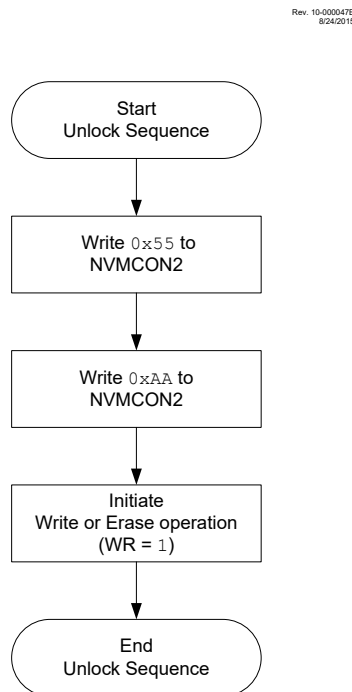 Rev. 10-000047B
8/24/2015
Start
Unlock Sequence
Write 0x55 to
NVMCON2
Write 0xAA to
NVMCON2
Initiate
Write or Erase operation
(WR = 1)
End
Unlock Sequence